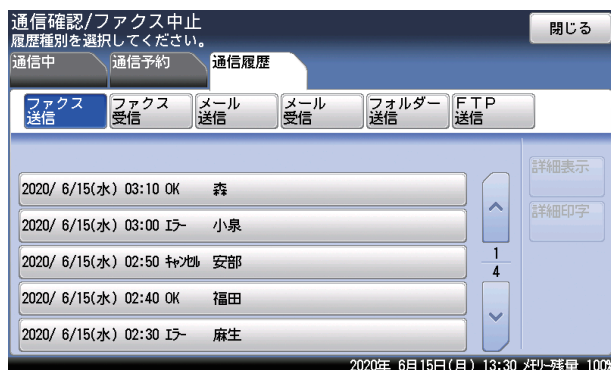 通信確認/ファクス中止
履歴種別を選択してください。
閉じる
通信中
通信予約
通信履歴
ファクス
送信
ファクス
受信
メール
送信
メール
受信
フォルダー
送信
FTP
送信
詳細表示
詳細印字
2020/ 6/15(水) 03:10 OK 森
2020/ 6/15(水) 03:00 エラー 小泉
2020/ 6/15(水) 02:50 キャンセル 安部
2020/ 6/15(水) 02:40 OK 福田
2020/ 6/15(水) 02:30 エラー 麻生
1
4
2020年 6月15日(月) 13:30 メモリー残量 100%